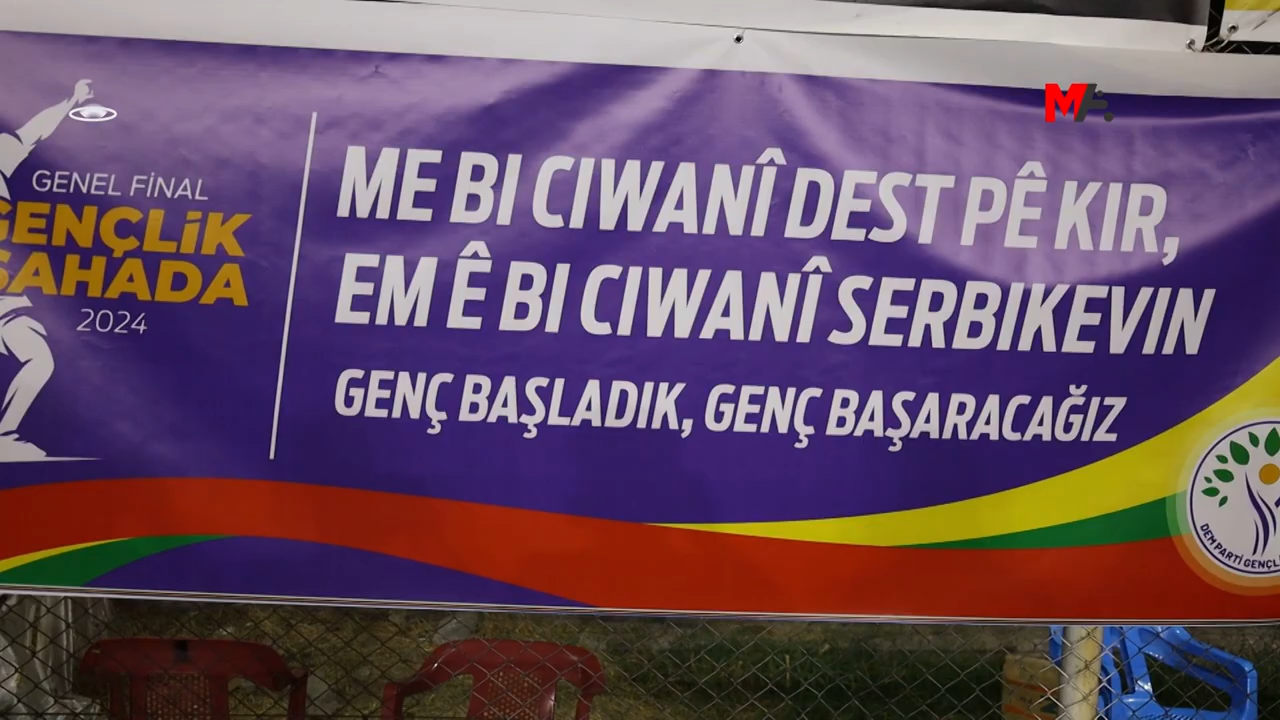 GENEL FİNAL
GENÇLİK
SAHADA
2024
ME BI CIWANÎ DEST PÊ KIR,
EM Ê BI CIWANÎ SERBIKEVIN
GENÇ BAŞLADIK, GENÇ BAŞARACAĞIZ
MA
DEM PARTİ